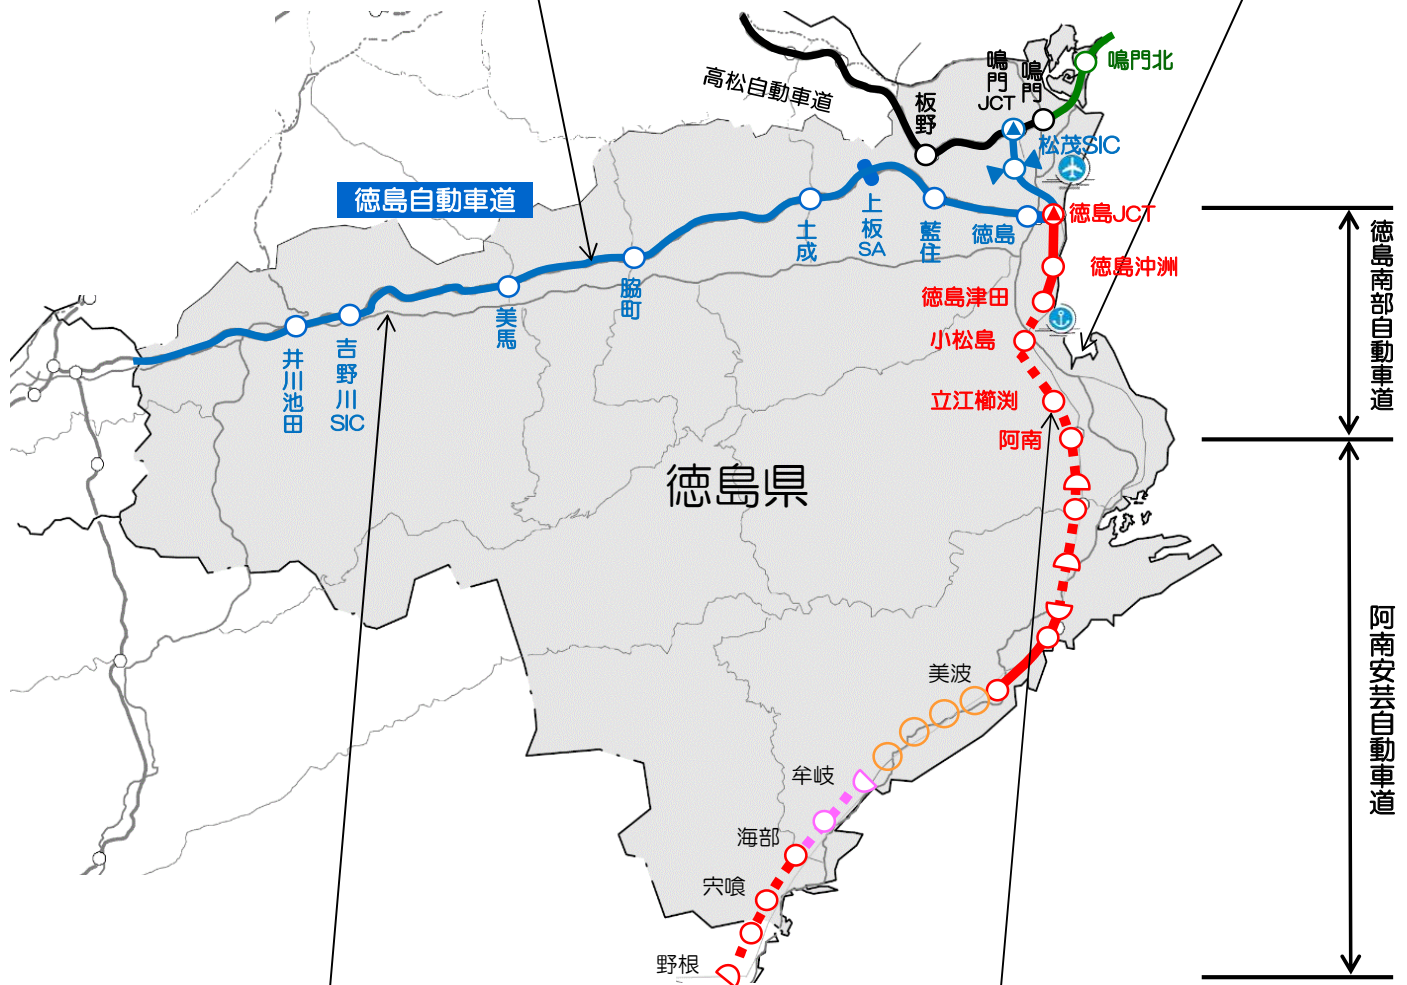 鳴門北
鳴門JCT
鳴門
高松自動車道
板野
松茂SIC
徳島自動車道
徳島JCT
上板SA
土成
藍住
徳島
徳島沖洲
徳島津田
小松島
立江櫛渕
阿南
脇町
美馬
吉野川SIC
井川池田
徳島県
徳島南部自動車道
阿南安芸自動車道
美波
牟岐
海部
宍喰
野根